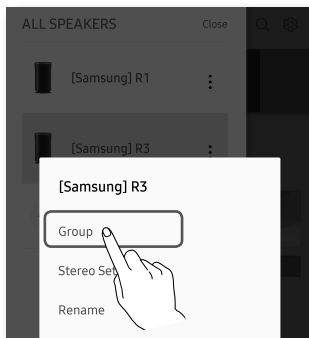 ALL SPEAKERS Close
[Samsung] R1
[Samsung] R3
[Samsung] R3
Group
Stereo Set
Rename